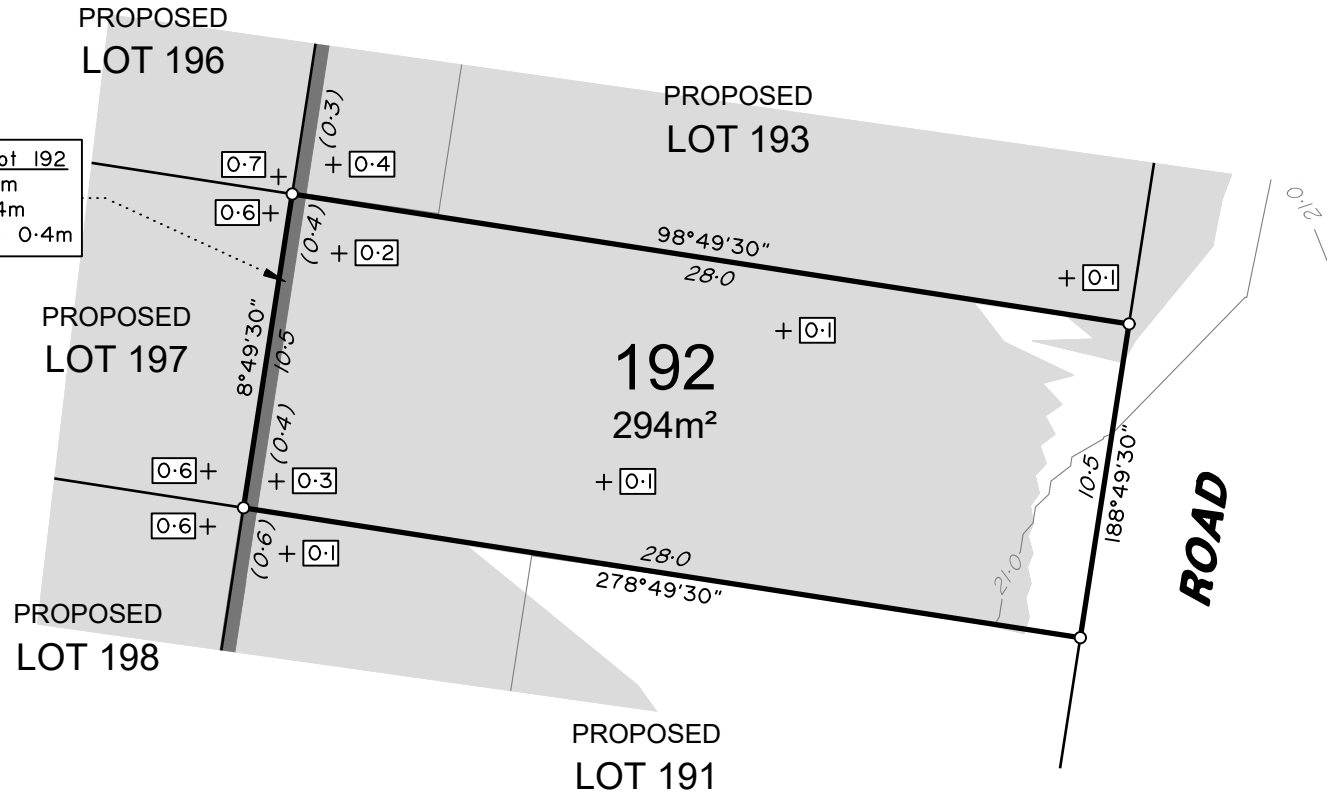 PROPOSED
LOT 196
PROPOSED
LOT 193
192
m
4m
0·4m
(0·3)
0·7
0·4
0·6
(0·4)
0·2
98°49'30"
28·0
0·1
21·0
0·1
PROPOSED
LOT 197
8°49'30"
10·5
192
294m²
(0·4)
0·6
0·3
0·1
10·5
188°49'30"
ROAD
0·6
(0·6)
0·1
28·0
278°49'30"
21·0
PROPOSED
LOT 198
PROPOSED
LOT 191